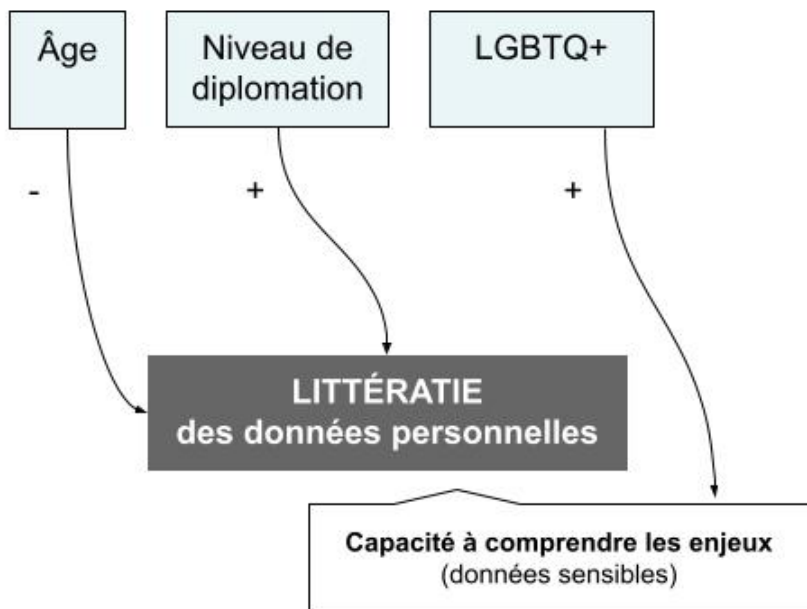 Âge
Niveau de
diplomation
LGBTQ+
-
+
+
LITTÉRATIE
des données personnelles
Capacité à comprendre les enjeux
(données sensibles)